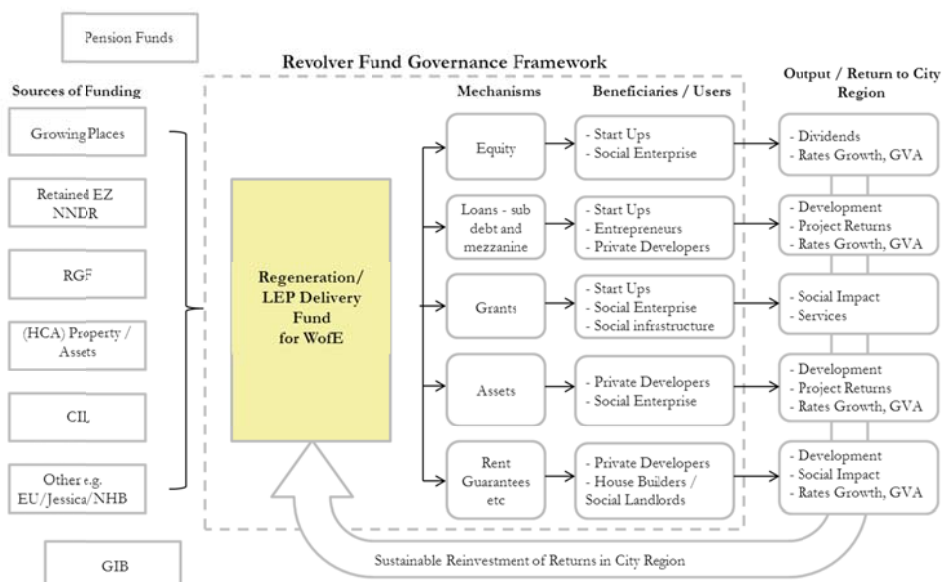 Pension Funds
Revolver Fund Governance Framework
Sources of Funding
Mechanisms
Beneficiaries / Users
Output / Return to City
Region
Growing Places
Retained EZ
NNDR
RGF
(HCA) Property /
Assets
CIL
Other e.g.
EU/Jessica/NHB
GIB
Regeneration/
LEP Delivery
Fund
for WofE
Equity
- Start Ups
- Social Enterprise
- Dividends
- Rates Growth, GVA
Loans - sub
debt and
mezzanine
- Start Ups
- Entrepreneurs
- Private Developers
- Development
- Project Returns
- Rates Growth, GVA
Grants
- Start Ups
- Social Enterprise
- Social infrastructure
- Social Impact
- Services
Assets
- Private Developers
- Social Enterprise
- Development
- Project Returns
- Rates Growth, GVA
Rent
Guarantees
etc
- Private Developers
- House Builders /
Social Landlords
- Development
- Social Impact
- Rates Growth, GVA
Sustainable Reinvestment of Returns in City Region